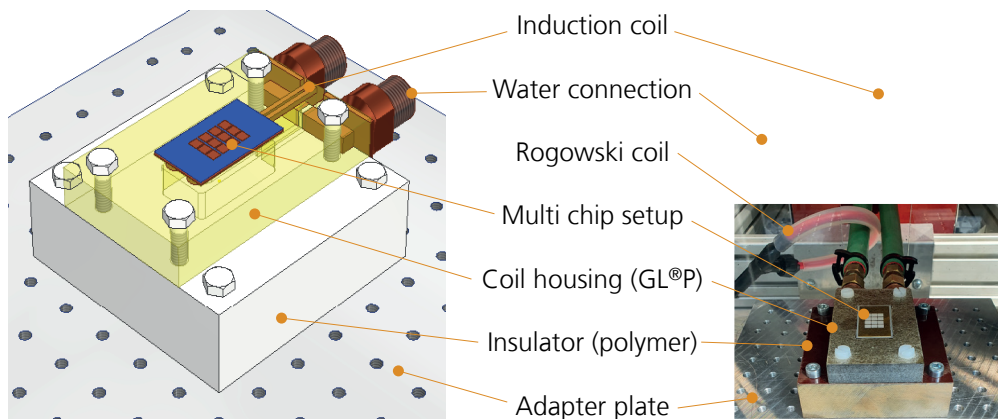 Induction coil
Water connection
Rogowski coil
Multi chip setup
Coil housing (GL®P)
Insulator (polymer)
Adapter plate